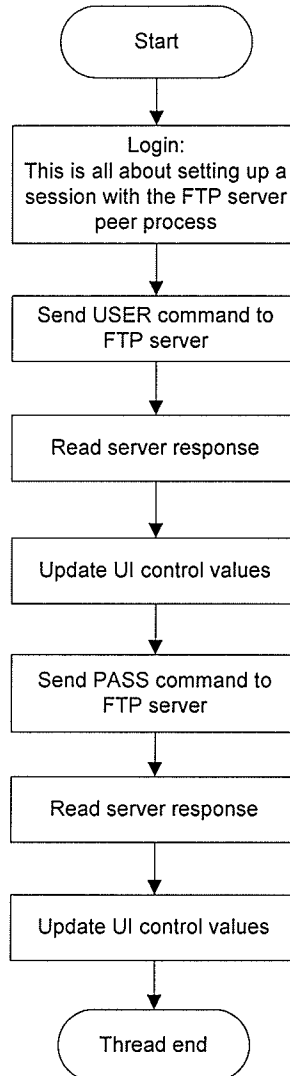 Start
Login:
This is all about setting up a
session with the FTP server
peer process
Send USER command to
FTP server
Read server response
Update UI control values
Send PASS command to
FTP server
Read server response
Update UI control values
Thread end